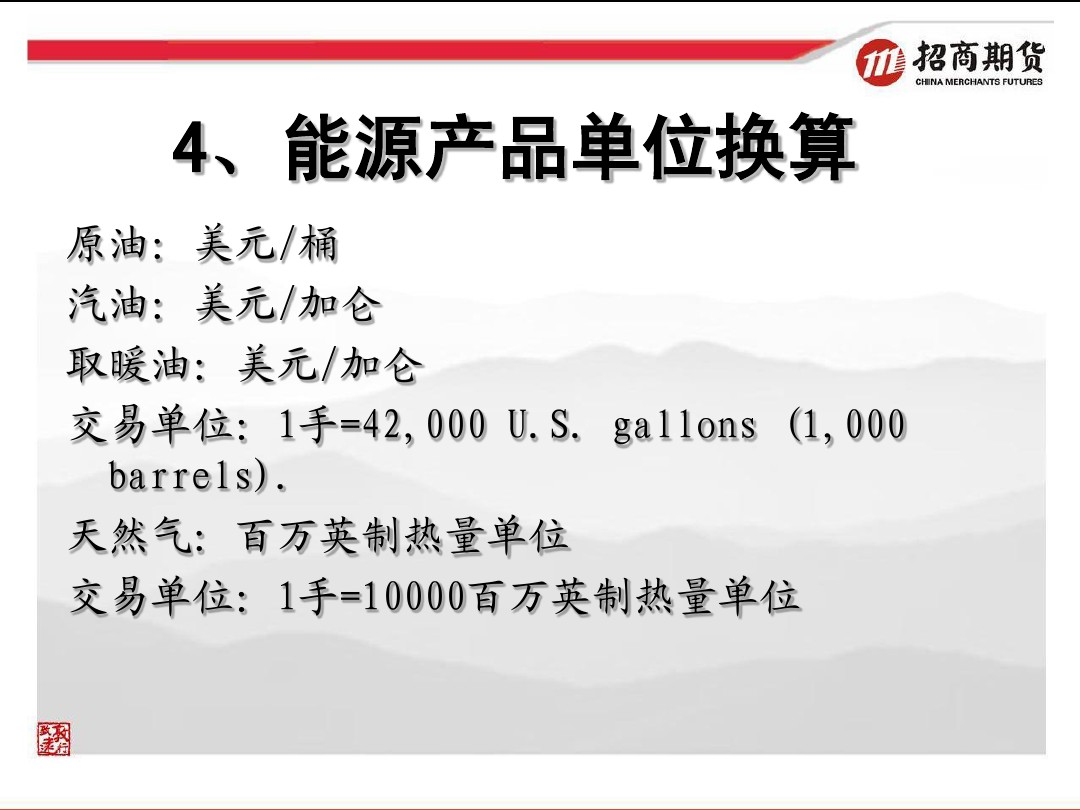 招商期货
CHINA MERCHANTS FUTURES
4、能源产品单位换算
原油：美元/桶
汽油：美元/加仑
取暖油：美元/加仑
交易单位：1手=42,000 U.S. gallons (1,000
barrels).
天然气：百万英制热量单位
交易单位：1手=10000百万英制热量单位